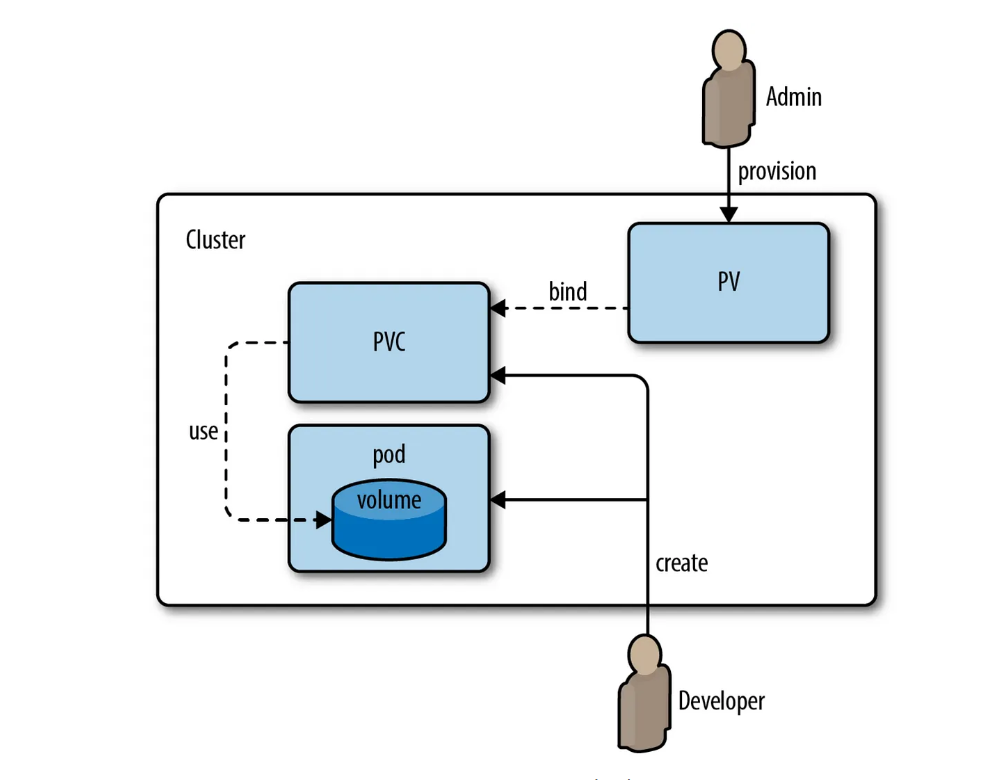 Admin
provision
Cluster
PV
bind
PVC
use
pod
volume
create
Developer